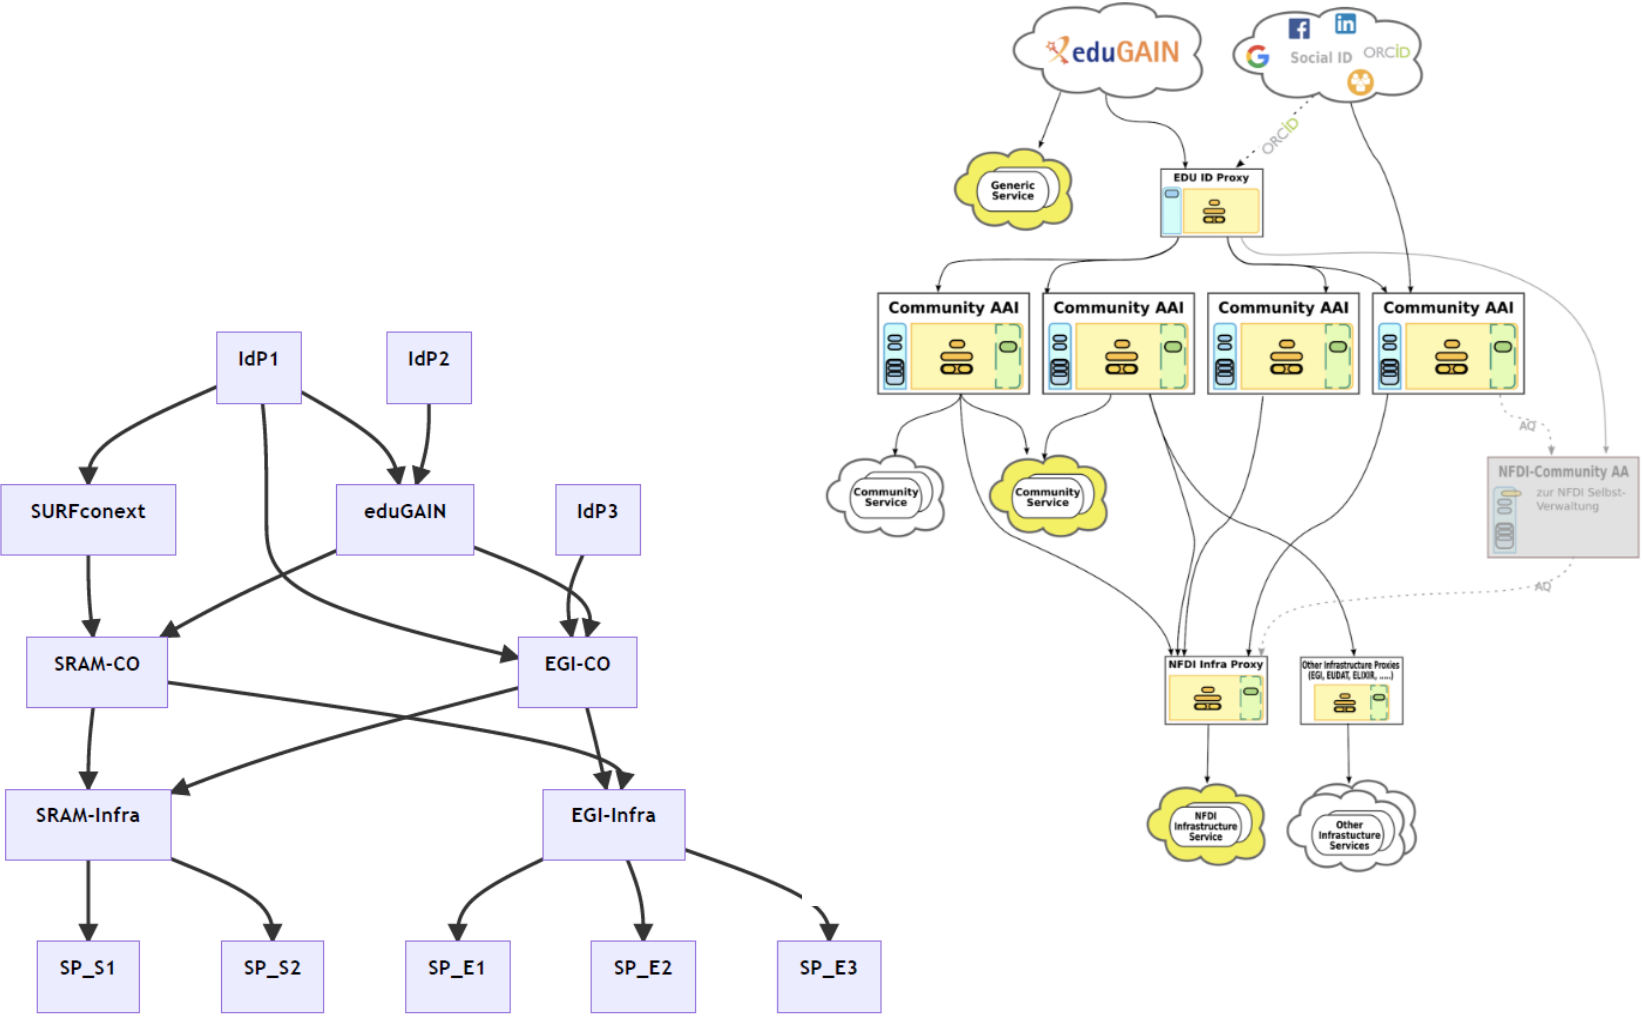 IdP1
IdP2
SURFconext
eduGAIN
IdP3
SRAM-CO
EGI-CO
SRAM-Infra
EGI-Infra
SP_S1
SP_S2
SP_E1
SP_E2
SP_E3
eduGAIN
Social ID
ORCiD
ORCiD
Generic
Service
EDU ID Proxy
Community AAI
Community AAI
Community AAI
Community AAI
AQ
Community
Service
Community
Service
NFDI-Community AA
zur NFDI Selbst-
Verwaltung
AQ
NFDI Infra Proxy
Other Infrastructure Proxies
(EGI, EUDAT, ELIXIR, .....)
NFDI
Infrastructure
Service
Other
Infrastucture
Services